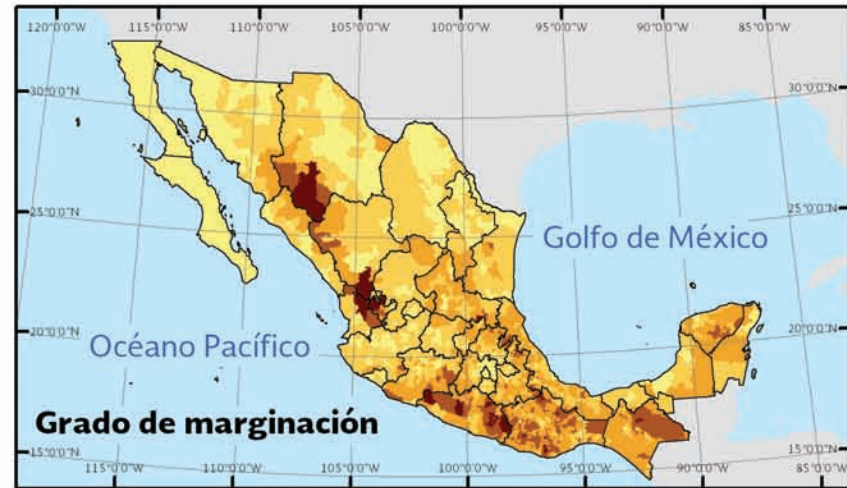 120°0'0"W 115°0'0"W 110°0'0"W 105°0'0"W 100°0'0"W 95°0'0"W 90°0'0"W 85°0'0"W
30°0'0"N 30°0'0"N
25°0'0"N 25°0'0"N
Golfo de México
20°0'0"N 20°0'0"N
Océano Pacífico
Grado de marginación
15°0'0"N 15°0'0"N
115°0'0"W 110°0'0"W 105°0'0"W 100°0'0"W 95°0'0"W 90°0'0"W 85°0'0"W